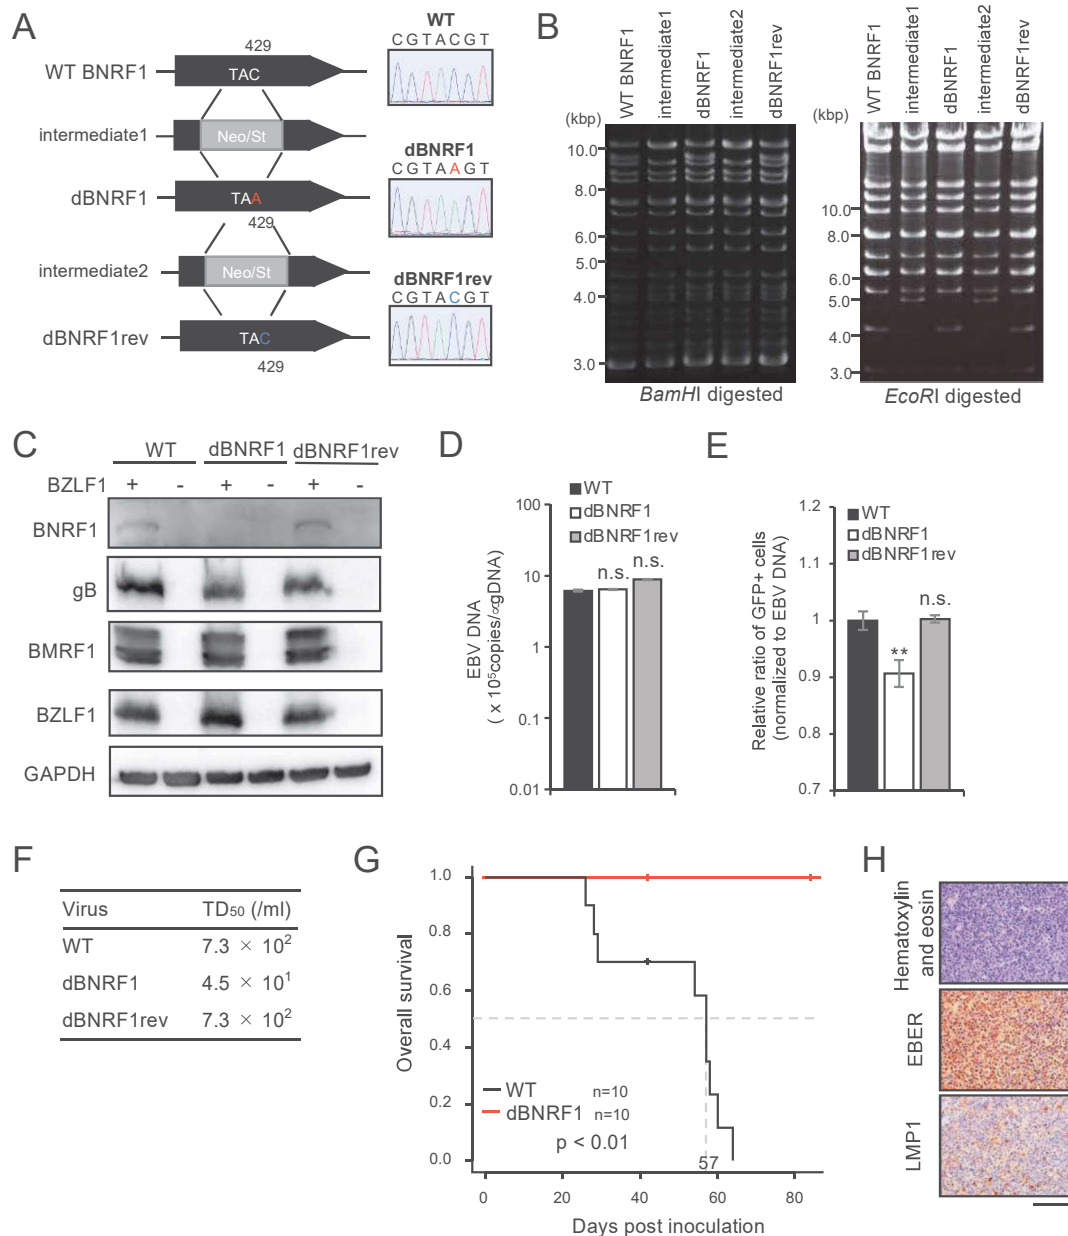 A
WT BNRF1
429
TAC
intermediate1
Neo/St
dBNRF1
TAA
429
intermediate2
Neo/St
dBNRF1rev
TAC
429
WT
CGTACGT
dBNRF1
CGTAAGT
dBNRF1rev
CGTACGT
B
(kbp)
WT BNRF1
intermediate1
dBNRF1
intermediate2
dBNRF1rev
10.0
8.0
6.0
5.0
4.0
3.0
BamHI digested
(kbp)
WT BNRF1
intermediate1
dBNRF1
intermediate2
dBNRF1rev
10.0
8.0
6.0
5.0
4.0
3.0
EcoRI digested
C
WT dBNRF1 dBNRF1rev
BZLF1 + - + - + -
BNRF1
gB
BMRF1
BZLF1
GAPDH
D
WT
dBNRF1
dBNRF1rev
EBV DNA
( x 10⁵copies/∝gDNA)
100
10
1
0.1
0.01
n.s.
n.s.
E
WT
dBNRF1
dBNRF1rev
Relative ratio of GFP+ cells
(normalized to EBV DNA)
1.2
1.1
1
0.9
0.8
0.7
**
n.s.
F
Virus TD₅₀ (/ml)
WT 7.3 × 10²
dBNRF1 4.5 × 10¹
dBNRF1rev 7.3 × 10²
G
Overall survival
1.0
0.8
0.6
0.4
0.2
0.0
WT n=10
dBNRF1 n=10
p < 0.01
57
0 20 40 60 80
Days post inoculation
H
Hematoxylin
and eosin
EBER
LMP1